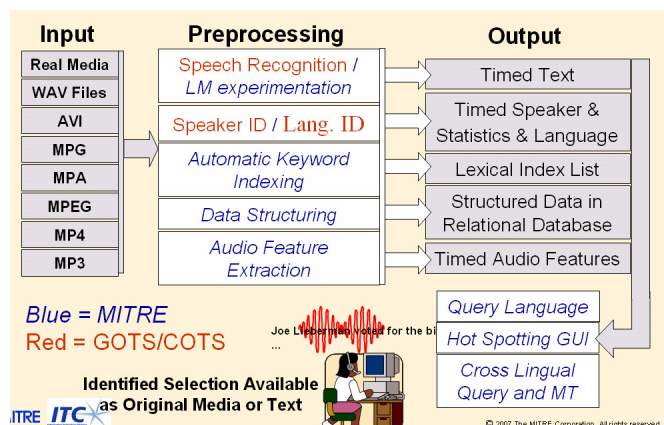 Input
Preprocessing
Output
Real Media
WAV Files
AVI
MPG
MPA
MPEG
MP4
MP3
Speech Recognition /
LM experimentation
Speaker ID / Lang. ID
Automatic Keyword
Indexing
Data Structuring
Audio Feature
Extraction
Timed Text
Timed Speaker &
Statistics & Language
Lexical Index List
Structured Data in
Relational Database
Timed Audio Features
Query Language
Hot Spotting GUI
Cross Lingual
Query and MT
Blue = MITRE
Red = GOTS/COTS
Joe Lieberman voted for the bi
...
Identified Selection Available
as Original Media or Text
MITRE ITC
© 2007 The MITRE Corporation. All rights reserved